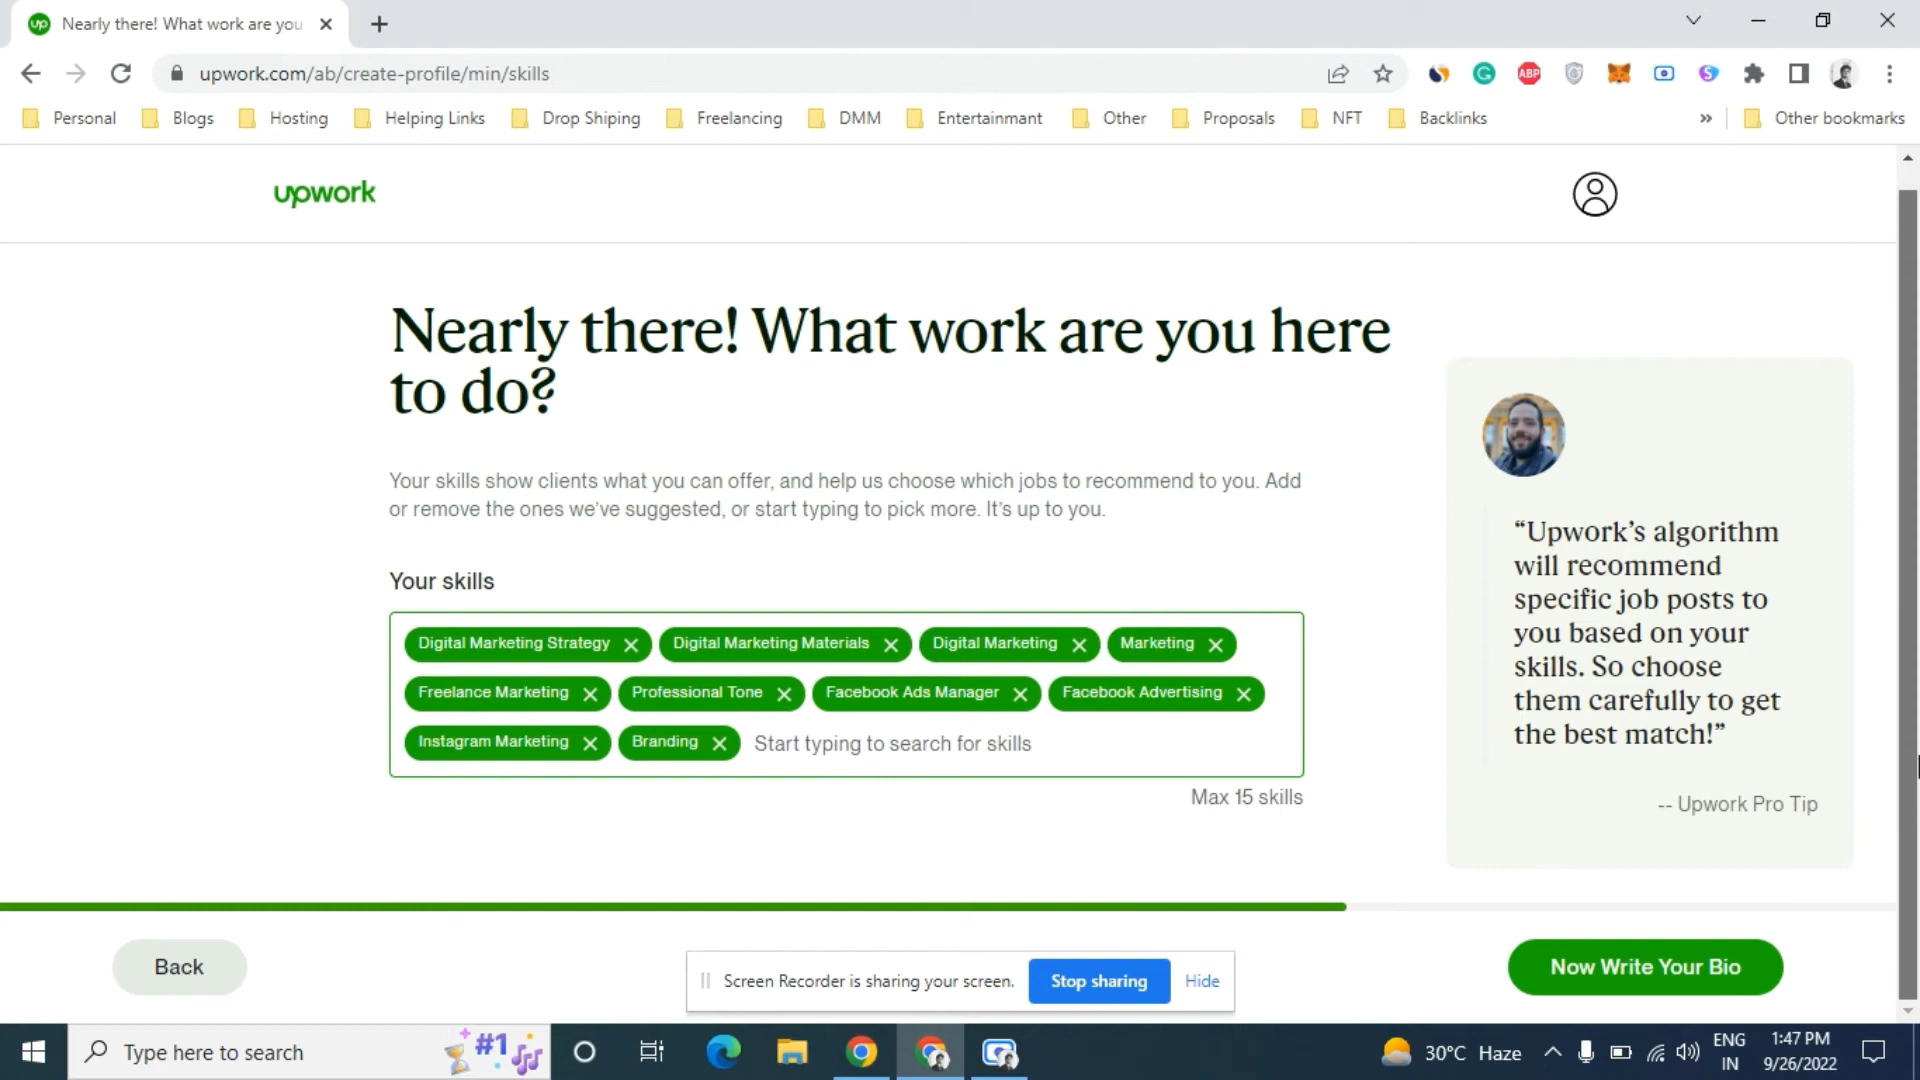 up Nearly there! What work are you
upwork.com/ab/create-profile/min/skills
ABP
Personal Blogs Hosting Helping Links Drop Shiping Freelancing DMM Entertainmant Other Proposals NFT Backlinks » Other bookmarks
upwork
Nearly there! What work are you here
to do?
Your skills show clients what you can offer, and help us choose which jobs to recommend to you. Add
or remove the ones we've suggested, or start typing to pick more. It's up to you.
Your skills
Digital Marketing Strategy Digital Marketing Materials Digital Marketing Marketing
Freelance Marketing Professional Tone Facebook Ads Manager Facebook Advertising
Instagram Marketing Branding Start typing to search for skills
Max 15 skills
“Upwork’s algorithm
will recommend
specific job posts to
you based on your
skills. So choose
them carefully to get
the best match!”
-- Upwork Pro Tip
Back
Screen Recorder is sharing your screen. Stop sharing Hide
Now Write Your Bio
Type here to search
#1
30°C Haze
ENG
IN
1:47 PM
9/26/2022